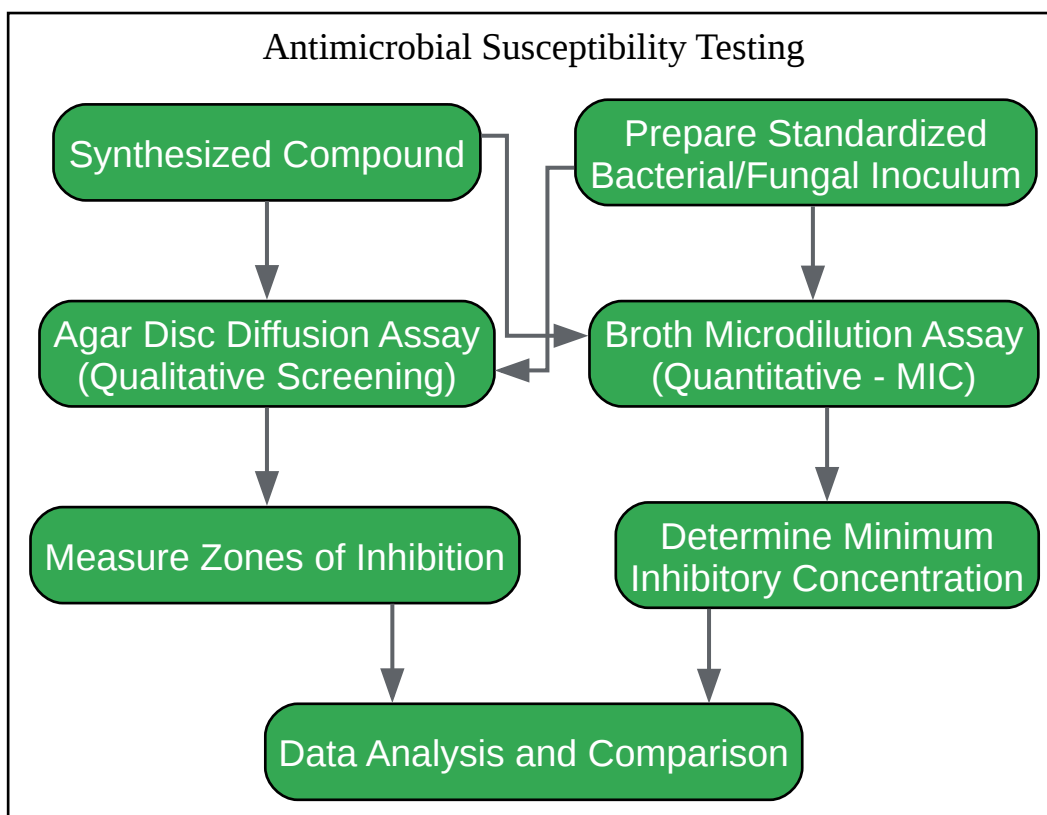 Antimicrobial Susceptibility Testing
Synthesized Compound
Prepare Standardized
Bacterial/Fungal Inoculum
Agar Disc Diffusion Assay
(Qualitative Screening)
Broth Microdilution Assay
(Quantitative - MIC)
Measure Zones of Inhibition
Determine Minimum
Inhibitory Concentration
Data Analysis and Comparison